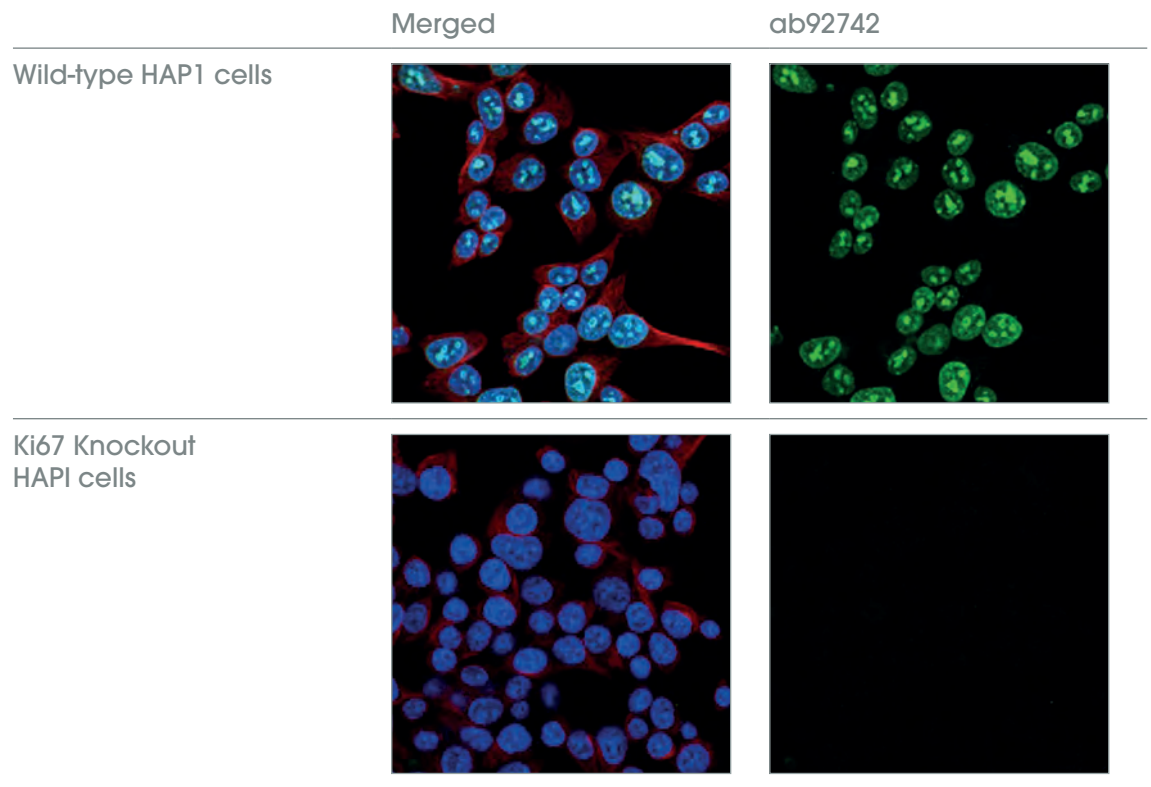 Merged
ab92742
Wild-type HAP1 cells
Ki67 Knockout
HAPI cells